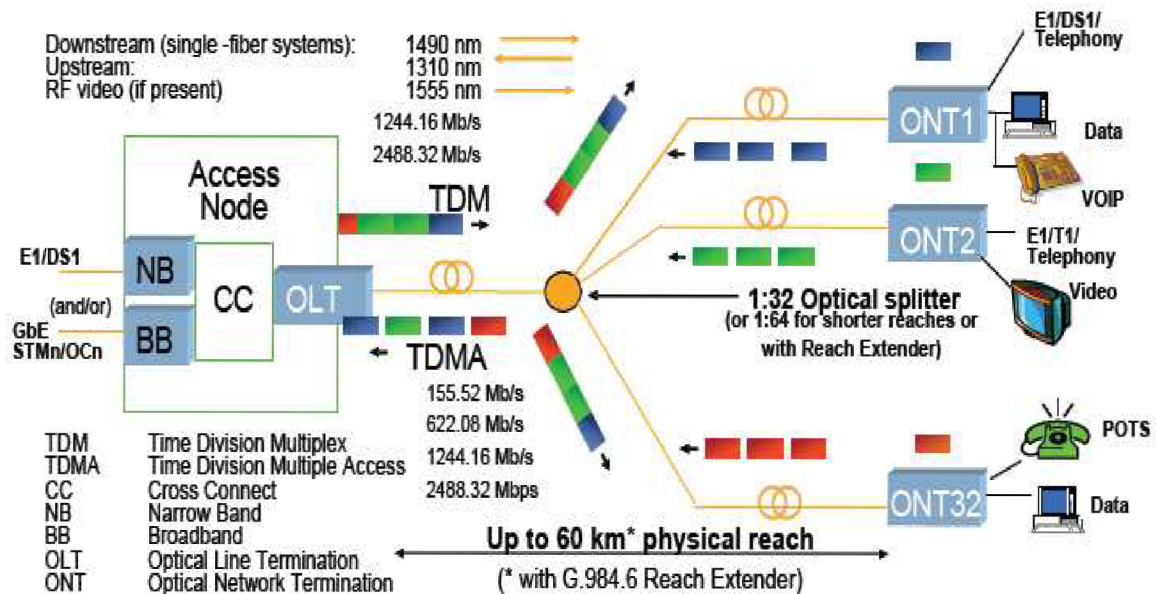 Downstream (single -fiber systems): 1490 nm
Upstream: 1310 nm
RF video (if present) 1555 nm
1244.16 Mb/s
2488.32 Mb/s
TDM
Access
Node
E1/DS1
(and/or)
GbE
STMn/OCn
NB
BB
CC
OLT
TDMA
155.52 Mb/s
622.08 Mb/s
1244.16 Mb/s
2488.32 Mbps
1:32 Optical splitter
(or 1:64 for shorter reaches or
with Reach Extender)
ONT1
E1/DS1/
Telephony
Data
VOIP
ONT2
E1/T1/
Telephony
Video
ONT32
POTS
Data
Up to 60 km* physical reach
(* with G.984.6 Reach Extender)
TDM Time Division Multiplex
TDMA Time Division Multiple Access
CC Cross Connect
NB Narrow Band
BB Broadband
OLT Optical Line Termination
ONT Optical Network Termination